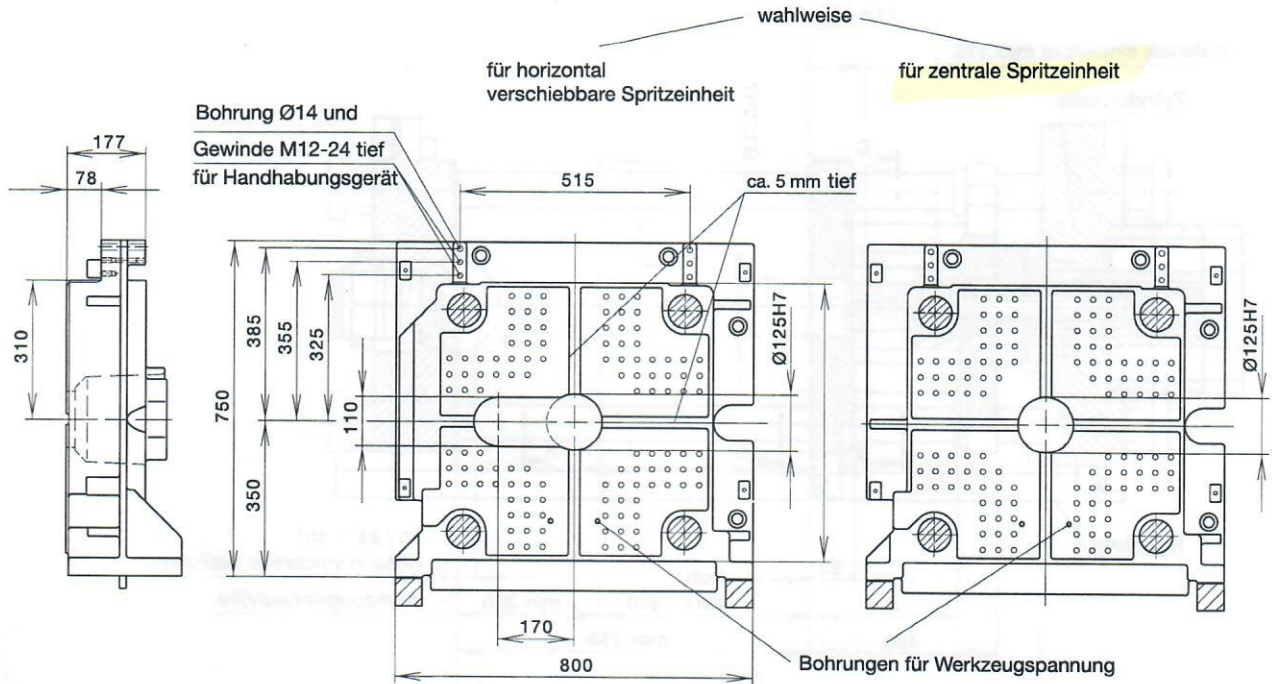 wahlweise
für horizontal
verschiebbare Spritzeinheit
für zentrale Spritzeinheit
Bohrung Ø14 und
Gewinde M12-24 tief
für Handhabungsgerät
177
78
515
ca. 5 mm tief
310
750
385
355
325
110
350
Ø125H7
Ø125H7
170
800
Bohrungen für Werkzeugspannung